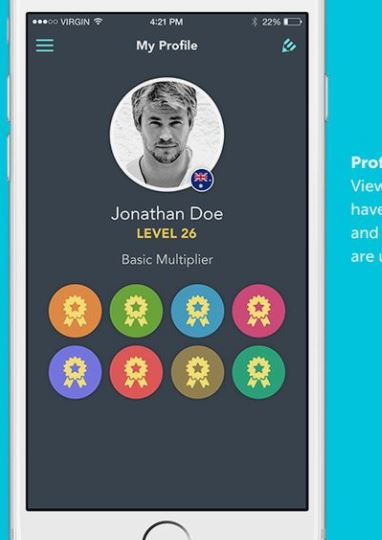 VIRGIN 4:21 PM 22%
My Profile
Jonathan Doe
LEVEL 26
Basic Multiplier
Prof
View
have
and
are u